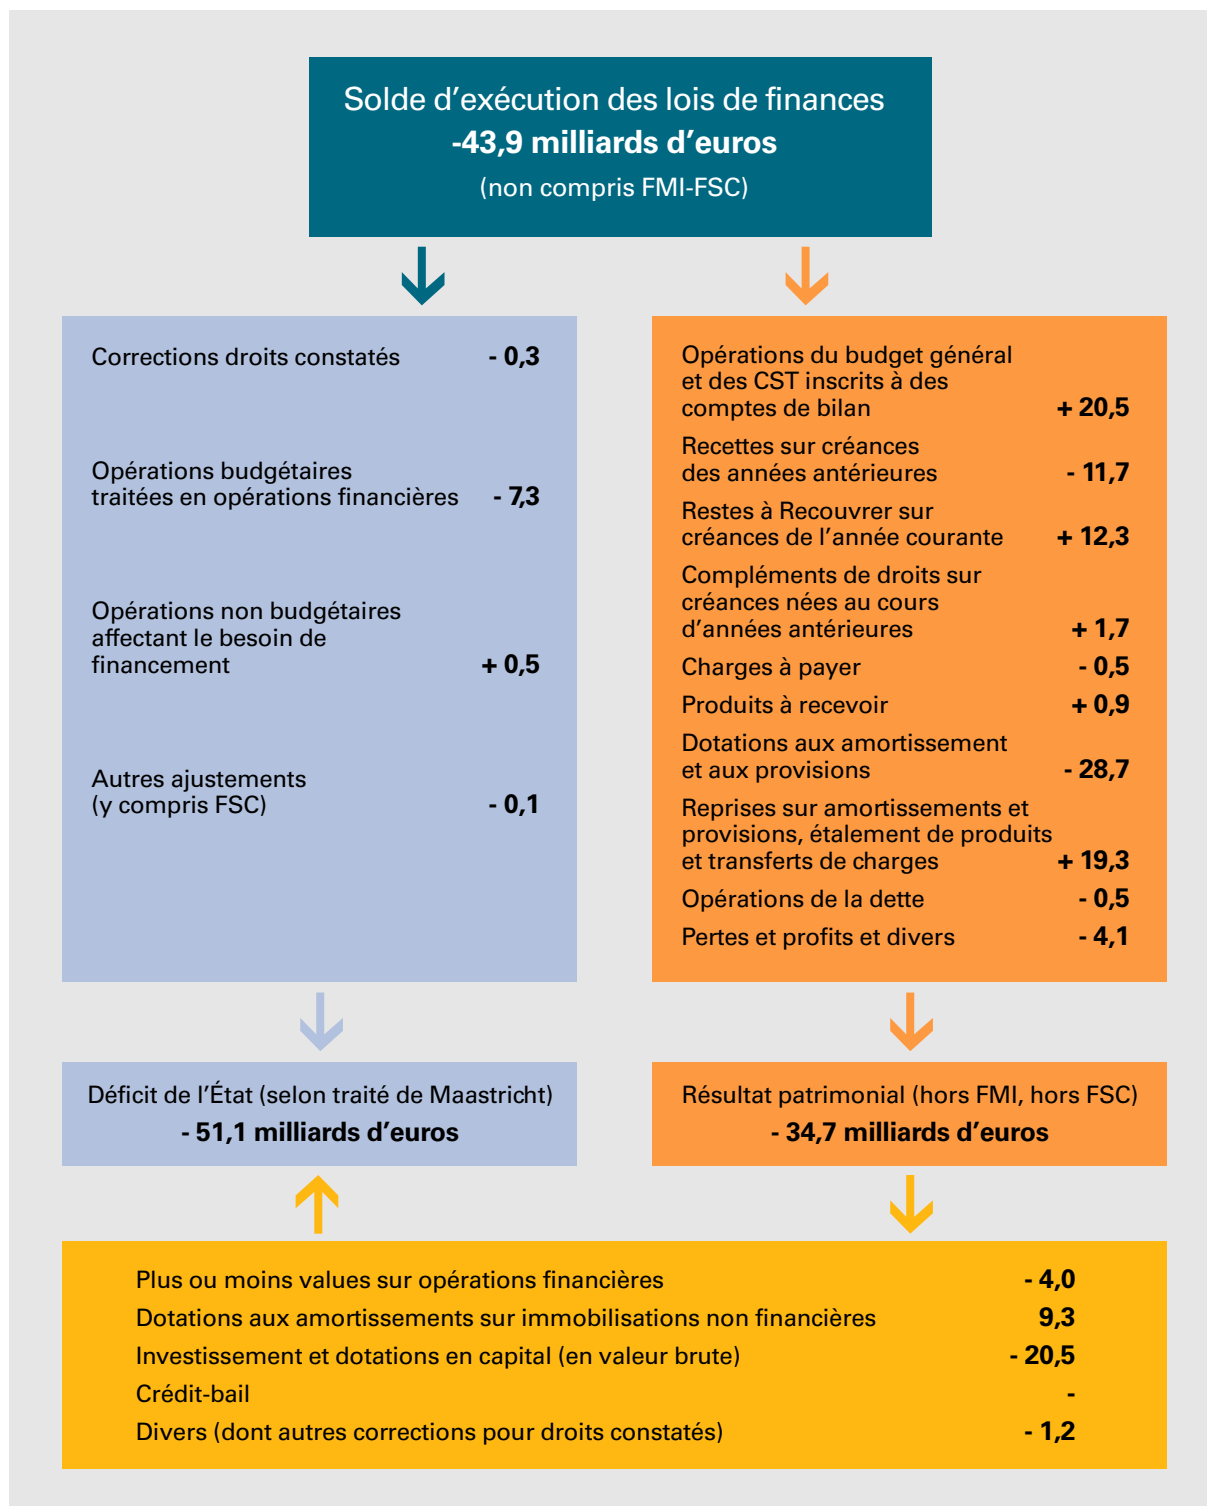 Solde d'exécution des lois de finances
-43,9 milliards d'euros
(non compris FMI-FSC)
Corrections droits constatés - 0,3
Opérations budgétaires
traitées en opérations financières - 7,3
Opérations non budgétaires
affectant le besoin de
financement + 0,5
Autres ajustements
(y compris FSC) - 0,1
Opérations du budget général
et des CST inscrits à des
comptes de bilan + 20,5
Recettes sur créances
des années antérieures - 11,7
Restes à Recouvrer sur
créances de l'année courante + 12,3
Compléments de droits sur
créances nées au cours
d'années antérieures + 1,7
Charges à payer - 0,5
Produits à recevoir + 0,9
Dotations aux amortissement
et aux provisions - 28,7
Reprises sur amortissements et
provisions, étalement de produits
et transferts de charges + 19,3
Opérations de la dette - 0,5
Pertes et profits et divers - 4,1
Déficit de l'État (selon traité de Maastricht)
- 51,1 milliards d'euros
Résultat patrimonial (hors FMI, hors FSC)
- 34,7 milliards d'euros
Plus ou moins values sur opérations financières - 4,0
Dotations aux amortissements sur immobilisations non financières 9,3
Investissement et dotations en capital (en valeur brute) - 20,5
Crédit-bail -
Divers (dont autres corrections pour droits constatés) - 1,2